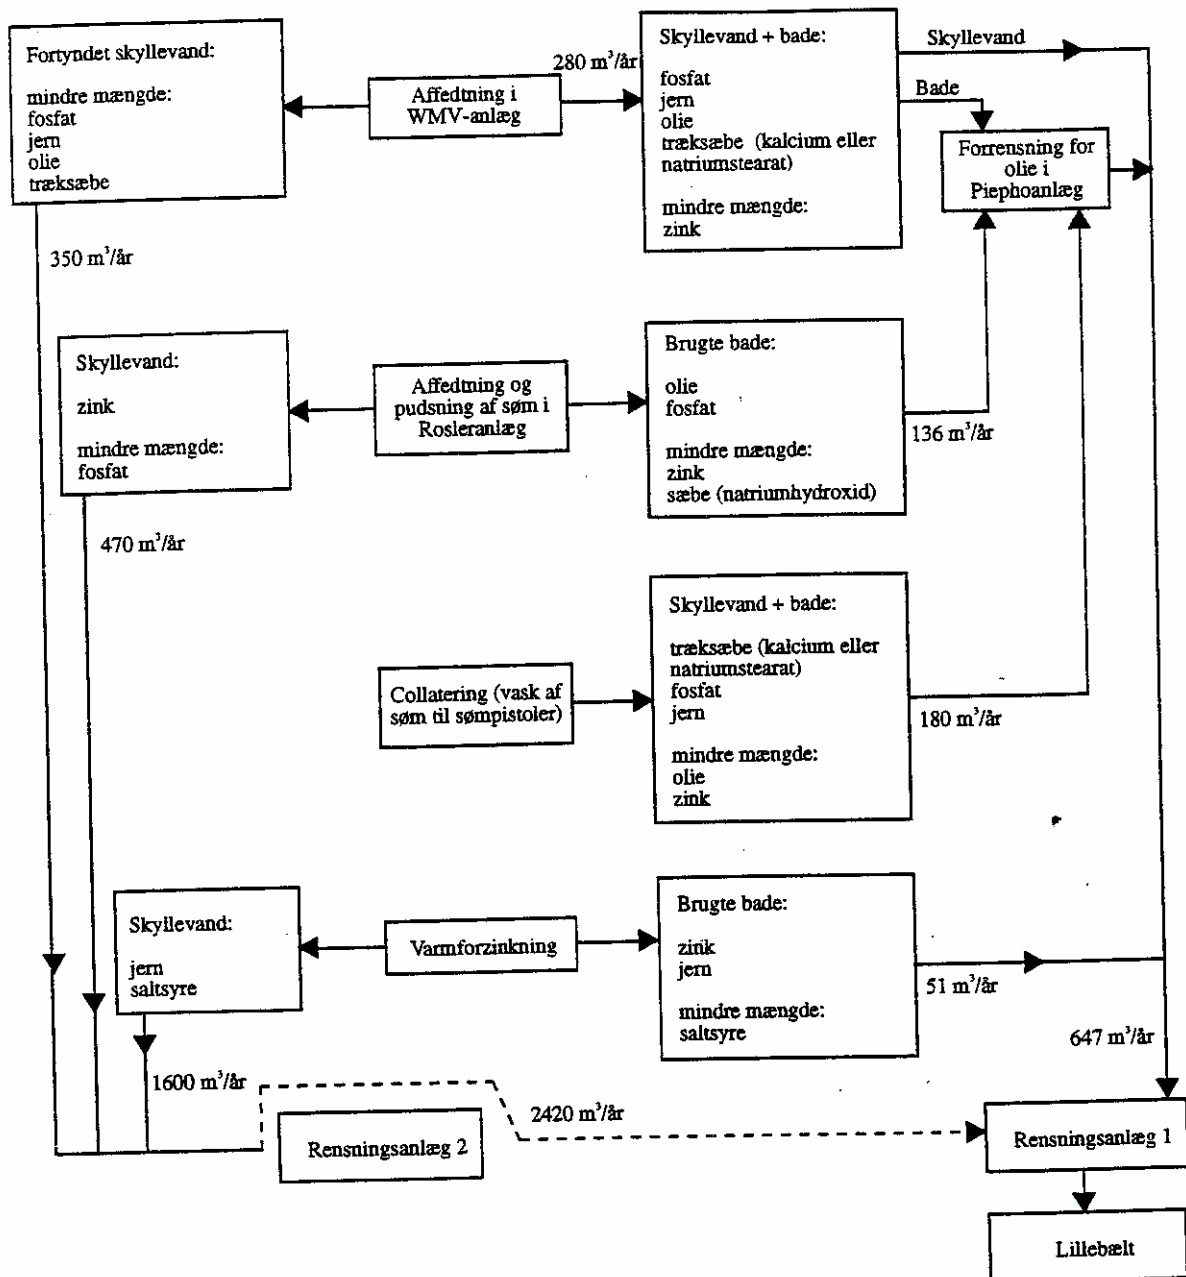 Fortyndet skyllevand:
mindre mængde:
fosfat
jern
olie
træksæbe
350 m³/år
Affedtning i
WMV-anlæg
280 m³/år
Skyllevand + bade:
fosfat
jern
olie
træksæbe (kalcium eller
natriumstearat)
mindre mængde:
zink
Skyllevand
Bade
Forrensning for
olie i
Piephoanlæg
Skyllevand:
zink
mindre mængde:
fosfat
470 m³/år
Affedtning og
pudsning af søm i
Rosleranlæg
Brugte bade:
olie
fosfat
mindre mængde:
zink
sæbe (natriumhydroxid)
136 m³/år
Collatering (vask af
søm til sømpistoler)
Skyllevand + bade:
træksæbe (kalcium eller
natriumstearat)
fosfat
jern
mindre mængde:
olie
zink
180 m³/år
Skyllevand:
jern
saltsyre
1600 m³/år
Varmforzinkning
Brugte bade:
zink
jern
mindre mængde:
saltsyre
51 m³/år
647 m³/år
2420 m³/år
Rensningsanlæg 2
Rensningsanlæg 1
Lillebælt